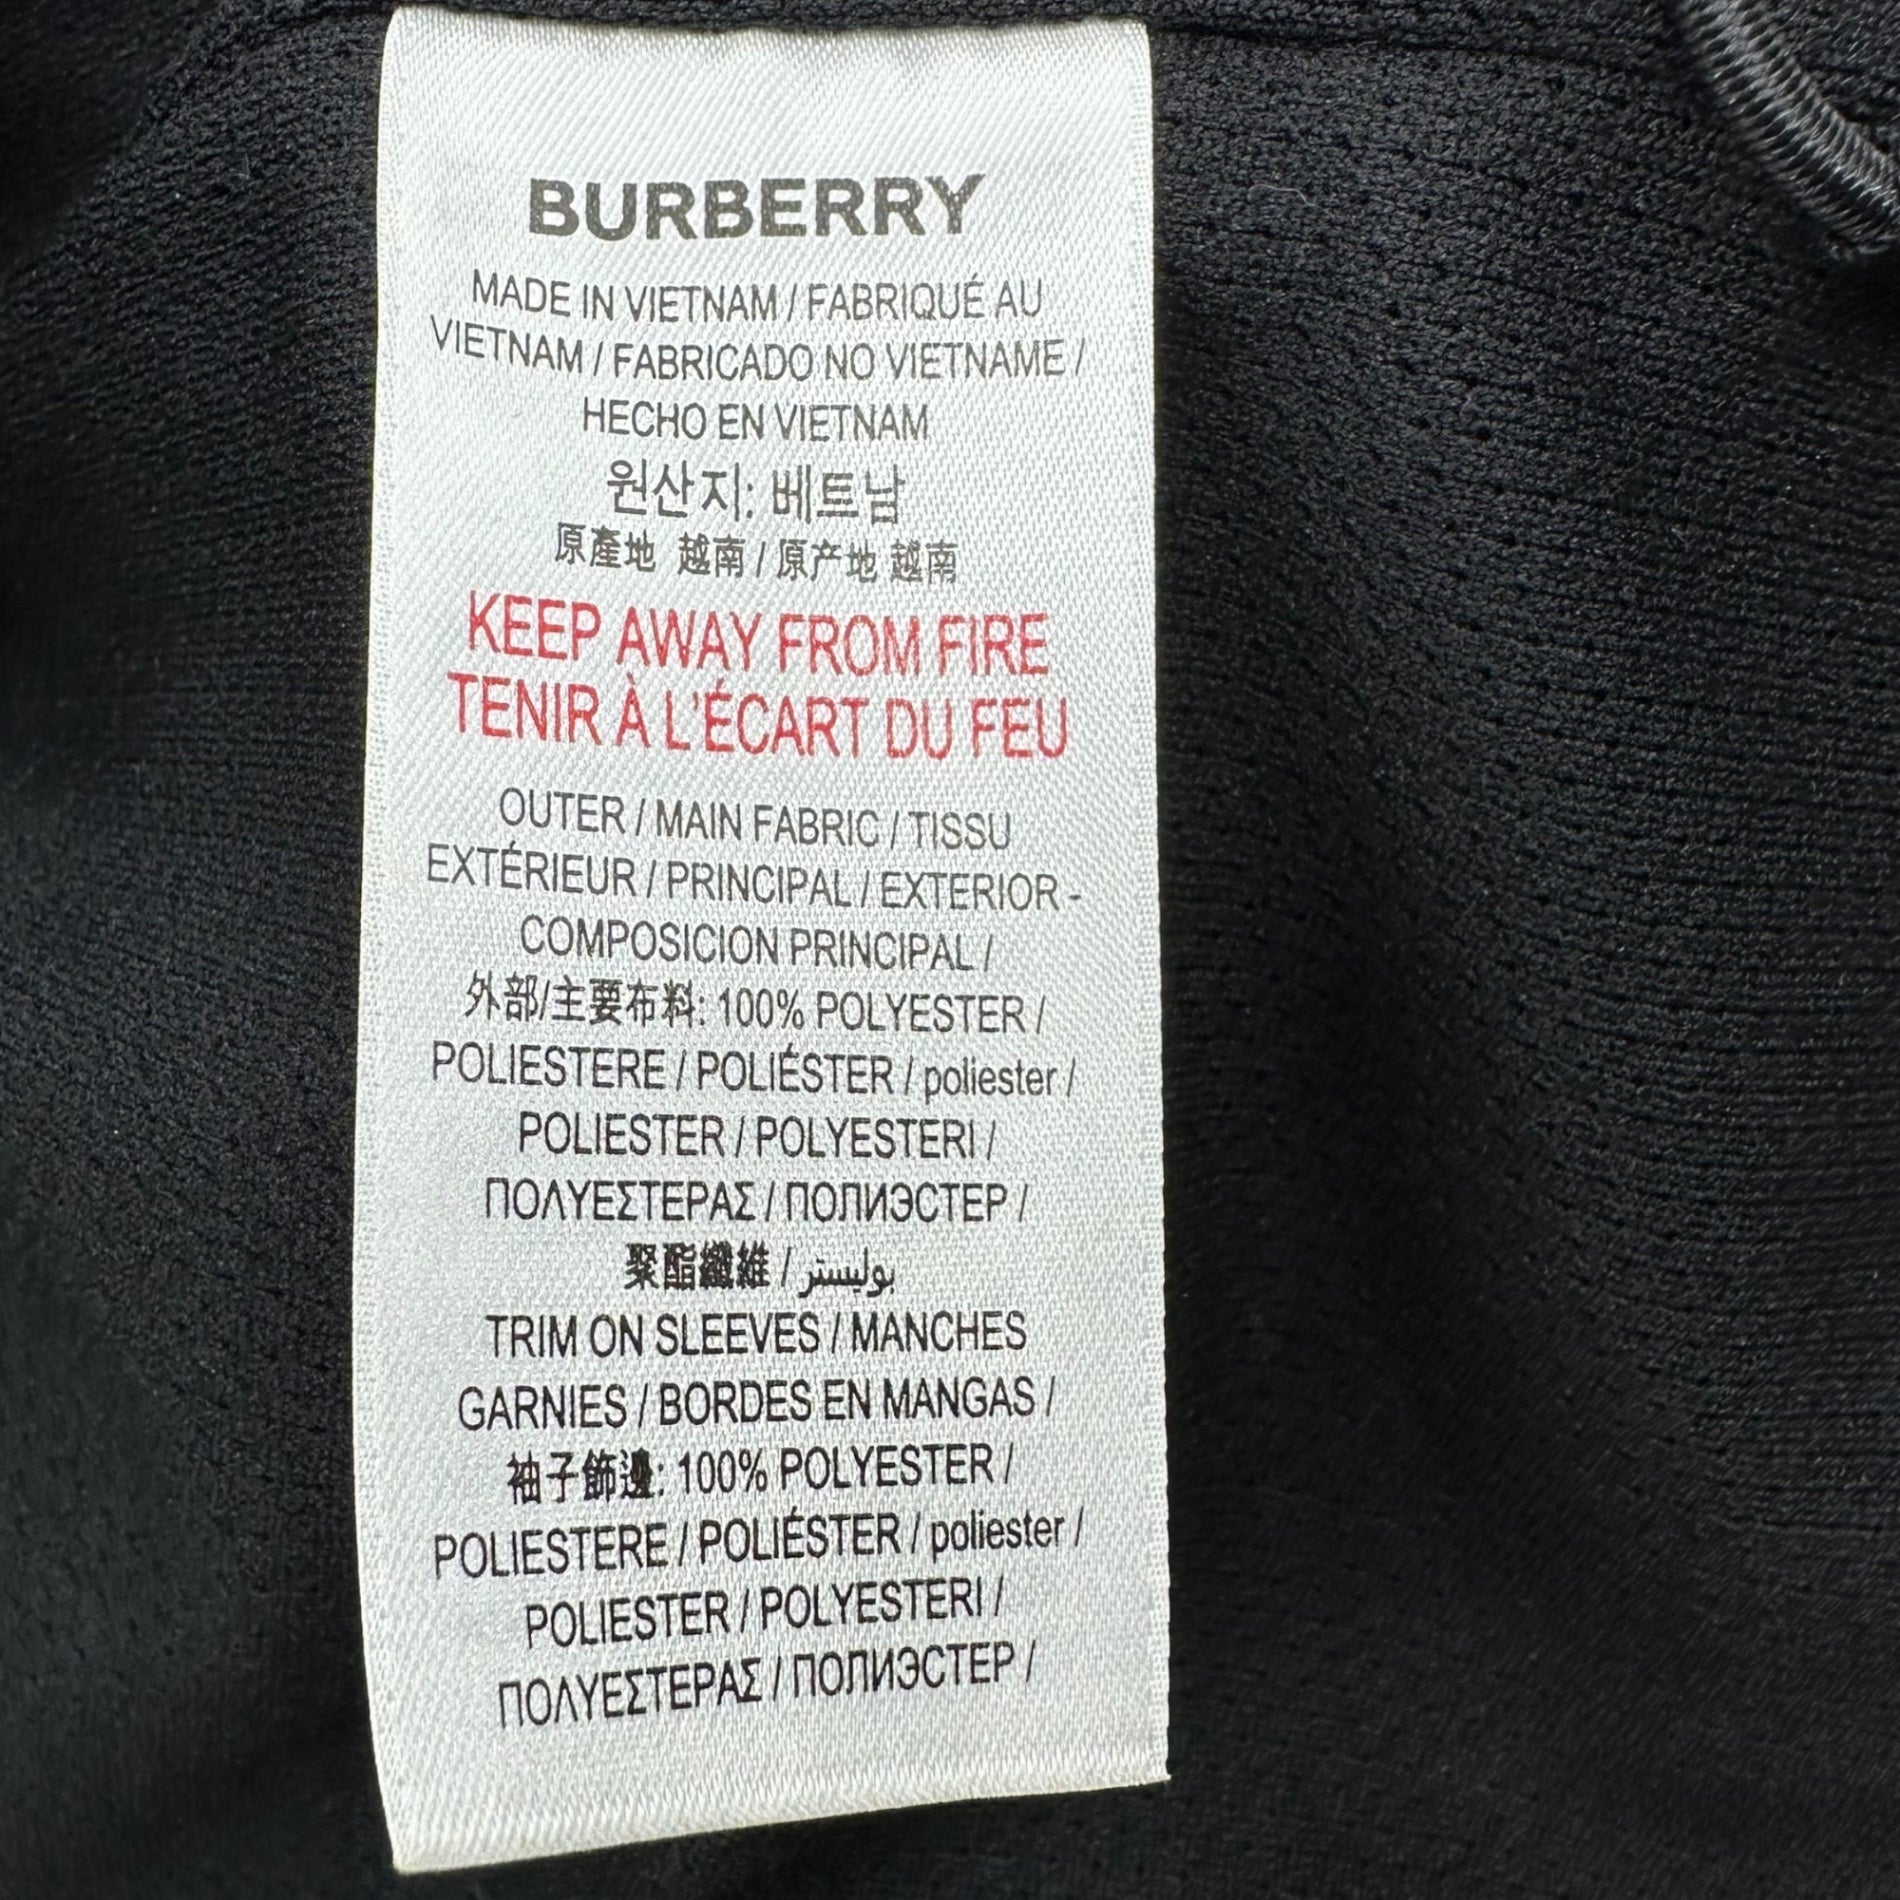 BURBERRY
MADE IN VIETNAM / FABRIQUÉ AU
VIETNAM / FABRICADO NO VIETNAME /
HECHO EN VIETNAM
원산지: 베트남
原產地 越南 / 原产地 越南
KEEP AWAY FROM FIRE
TENIR À L'ÉCART DU FEU
OUTER / MAIN FABRIC / TISSU
EXTÉRIEUR / PRINCIPAL / EXTERIOR -
COMPOSICION PRINCIPAL /
外部/主要布料: 100% POLYESTER /
POLIESTERE / POLIÉSTER / poliester /
POLIESTER / POLYESTERI /
ΠΟΛΥΕΣΤΕΡΑΣ / ПОЛИЭСТЕР /
聚酯纖維 / بوليستر
TRIM ON SLEEVES / MANCHES
GARNIES / BORDES EN MANGAS /
袖子飾邊: 100% POLYESTER /
POLIESTERE / POLIÉSTER / poliester /
POLIESTER / POLYESTERI /
ΠΟΛΥΕΣΤΕΡΑΣ / ПОЛИЭСТЕР /